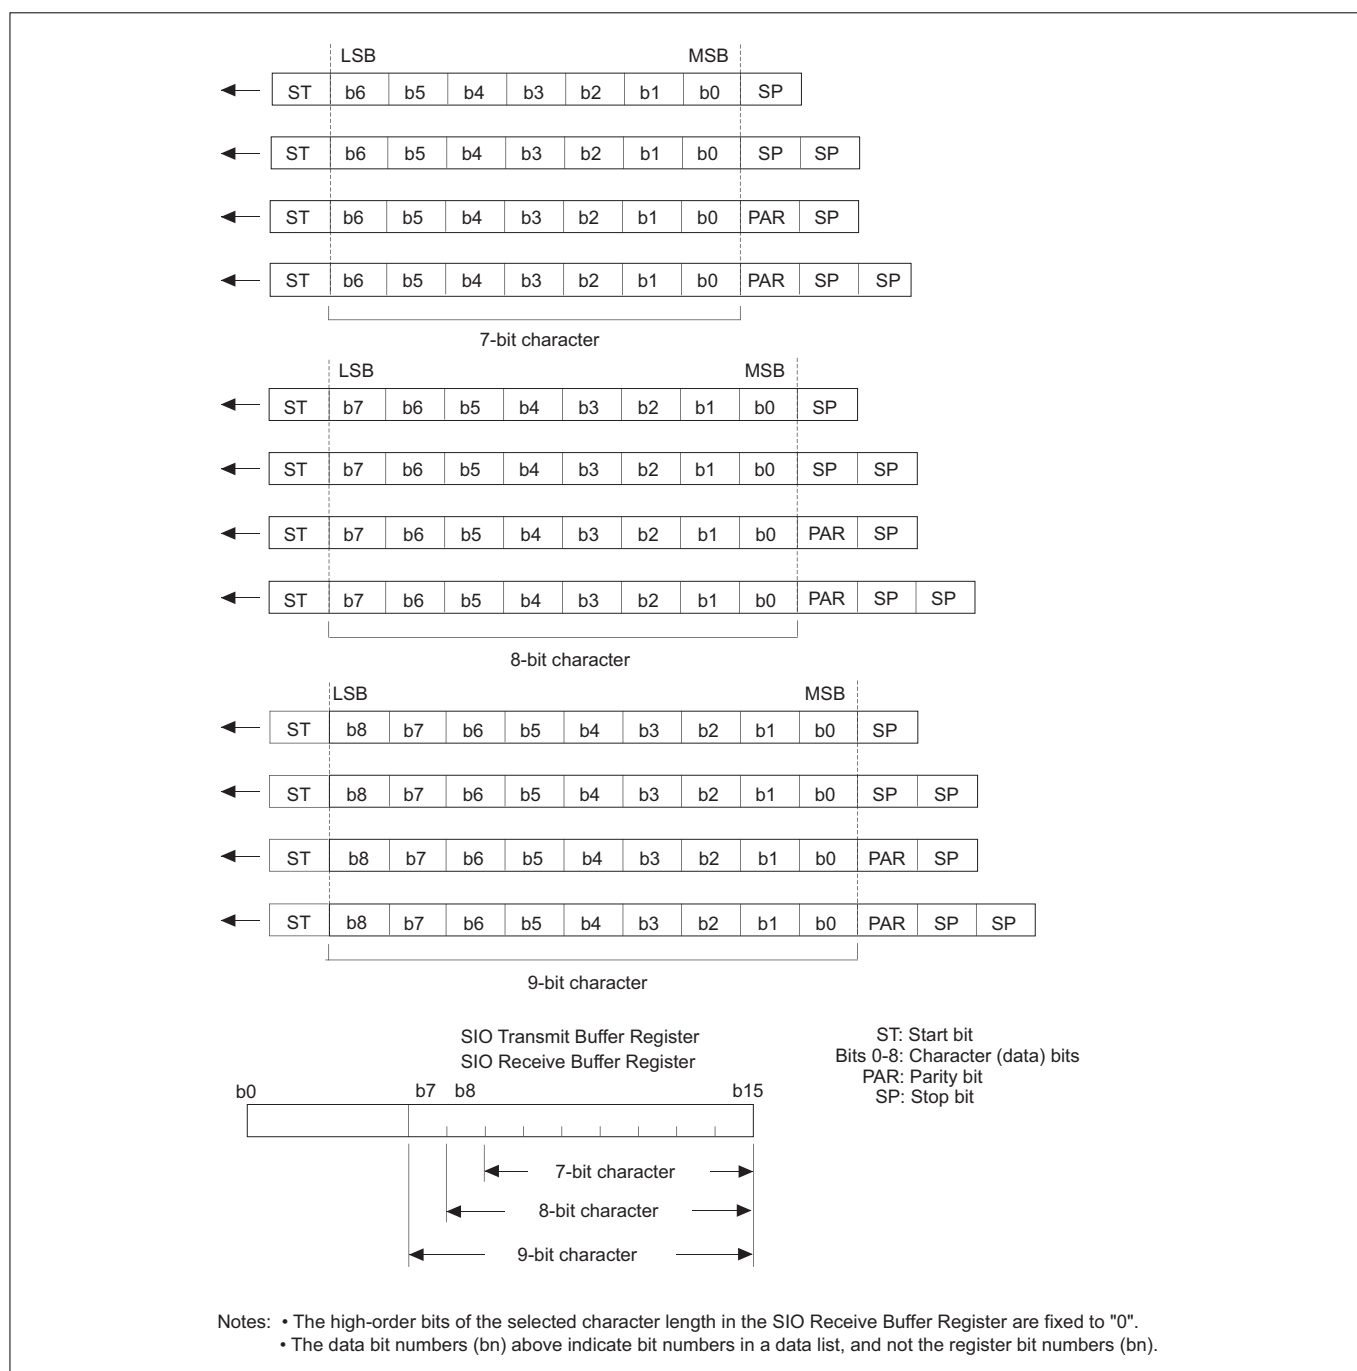 LSB MSB
ST b6 b5 b4 b3 b2 b1 b0 SP
ST b6 b5 b4 b3 b2 b1 b0 SP SP
ST b6 b5 b4 b3 b2 b1 b0 PAR SP
ST b6 b5 b4 b3 b2 b1 b0 PAR SP SP
7-bit character
LSB MSB
ST b7 b6 b5 b4 b3 b2 b1 b0 SP
ST b7 b6 b5 b4 b3 b2 b1 b0 SP SP
ST b7 b6 b5 b4 b3 b2 b1 b0 PAR SP
ST b7 b6 b5 b4 b3 b2 b1 b0 PAR SP SP
8-bit character
LSB MSB
ST b8 b7 b6 b5 b4 b3 b2 b1 b0 SP
ST b8 b7 b6 b5 b4 b3 b2 b1 b0 SP SP
ST b8 b7 b6 b5 b4 b3 b2 b1 b0 PAR SP
ST b8 b7 b6 b5 b4 b3 b2 b1 b0 PAR SP SP
9-bit character
SIO Transmit Buffer Register
SIO Receive Buffer Register
b0 b7 b8 b15
7-bit character
8-bit character
9-bit character
ST: Start bit
Bits 0-8: Character (data) bits
PAR: Parity bit
SP: Stop bit
Notes: • The high-order bits of the selected character length in the SIO Receive Buffer Register are fixed to "0".
• The data bit numbers (bn) above indicate bit numbers in a data list, and not the register bit numbers (bn).